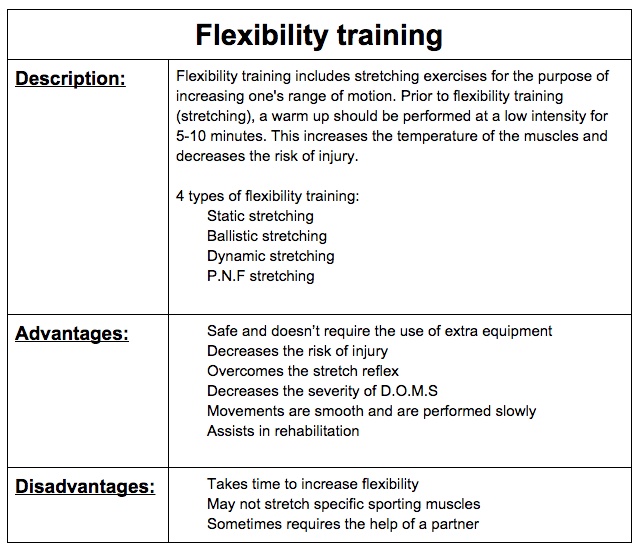 Flexibility training
Description:
Flexibility training includes stretching exercises for the purpose of
increasing one's range of motion. Prior to flexibility training
(stretching), a warm up should be performed at a low intensity for
5-10 minutes. This increases the temperature of the muscles and
decreases the risk of injury.
4 types of flexibility training:
Static stretching
Ballistic stretching
Dynamic stretching
P.N.F stretching
Advantages:
Safe and doesn’t require the use of extra equipment
Decreases the risk of injury
Overcomes the stretch reflex
Decreases the severity of D.O.M.S
Movements are smooth and are performed slowly
Assists in rehabilitation
Disadvantages:
Takes time to increase flexibility
May not stretch specific sporting muscles
Sometimes requires the help of a partner